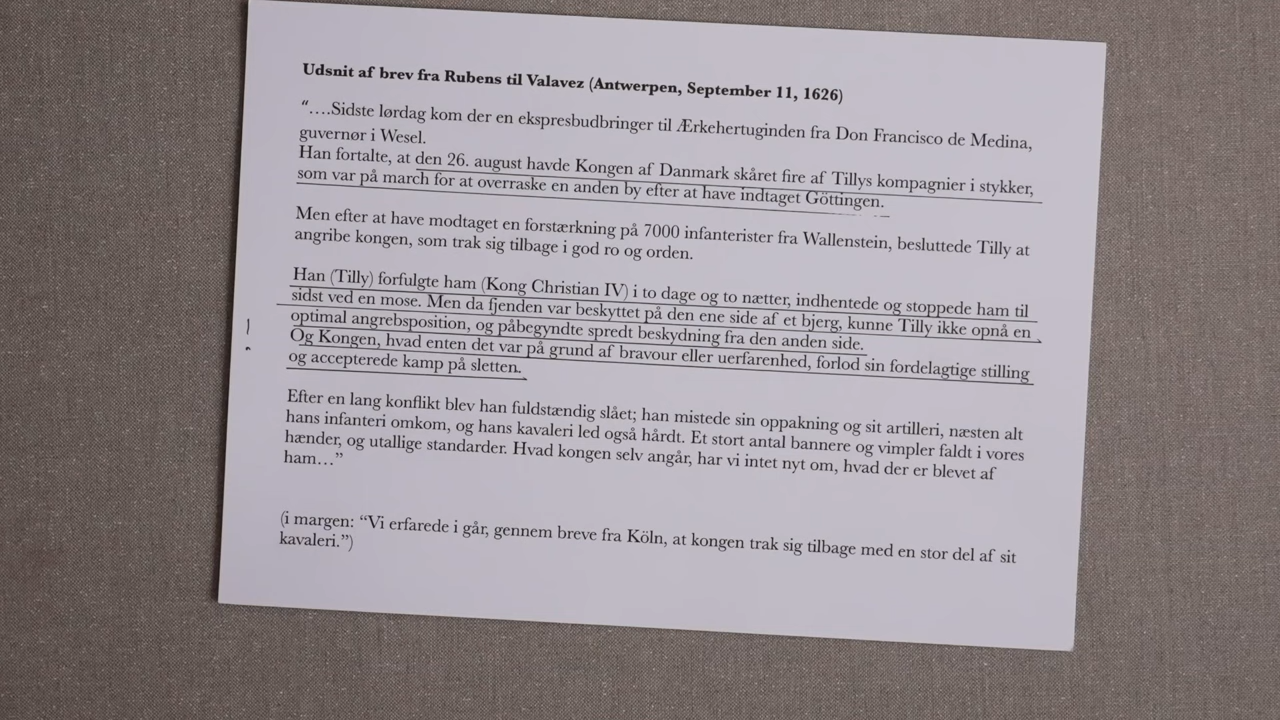 Udsnit af brev fra Rubens til Valavez (Antwerpen, September 11, 1626)
“….Sidste lørdag kom der en ekspresbudbringer til Ærkehertuginden fra Don Francisco de Medina,
guvernør i Wesel.
Han fortalte, at den 26. august havde Kongen af Danmark skåret fire af Tillys kompagnier i stykker,
som var på march for at overraske en anden by efter at have indtaget Göttingen.
Men efter at have modtaget en forstærkning på 7000 infanterister fra Wallenstein, besluttede Tilly at
angribe kongen, som trak sig tilbage i god ro og orden.
Han (Tilly) forfulgte ham (Kong Christian IV) i to dage og to nætter, indhentede og stoppede ham til
sidst ved en mose. Men da fjenden var beskyttet på den ene side af et bjerg, kunne Tilly ikke opnå en
optimal angrebsposition, og påbegyndte spredt beskydning fra den anden side.
Og Kongen, hvad enten det var på grund af bravour eller uerfarenhed, forlod sin fordelagtige stilling
og accepterede kamp på sletten.
Efter en lang konflikt blev han fuldstændig slået; han mistede sin oppakning og sit artilleri, næsten alt
hans infanteri omkom, og hans kavaleri led også hårdt. Et stort antal bannere og vimpler faldt i vores
hænder, og utallige standarder. Hvad kongen selv angår, har vi intet nyt om, hvad der er blevet af
ham…”
(i margen: “Vi erfarede i går, gennem breve fra Köln, at kongen trak sig tilbage med en stor del af sit
kavaleri.”)